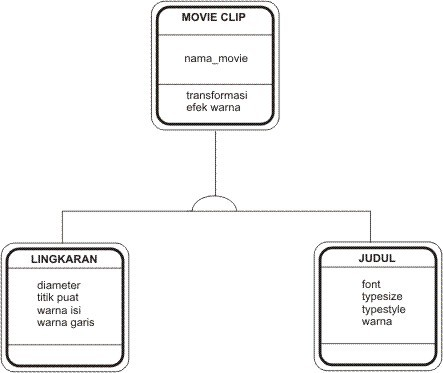 MOVIE CLIP
nama_movie
transformasi
efek warna
LINGKARAN
diameter
titik puat
warna isi
warna garis
JUDUL
font
typesize
typestyle
warna